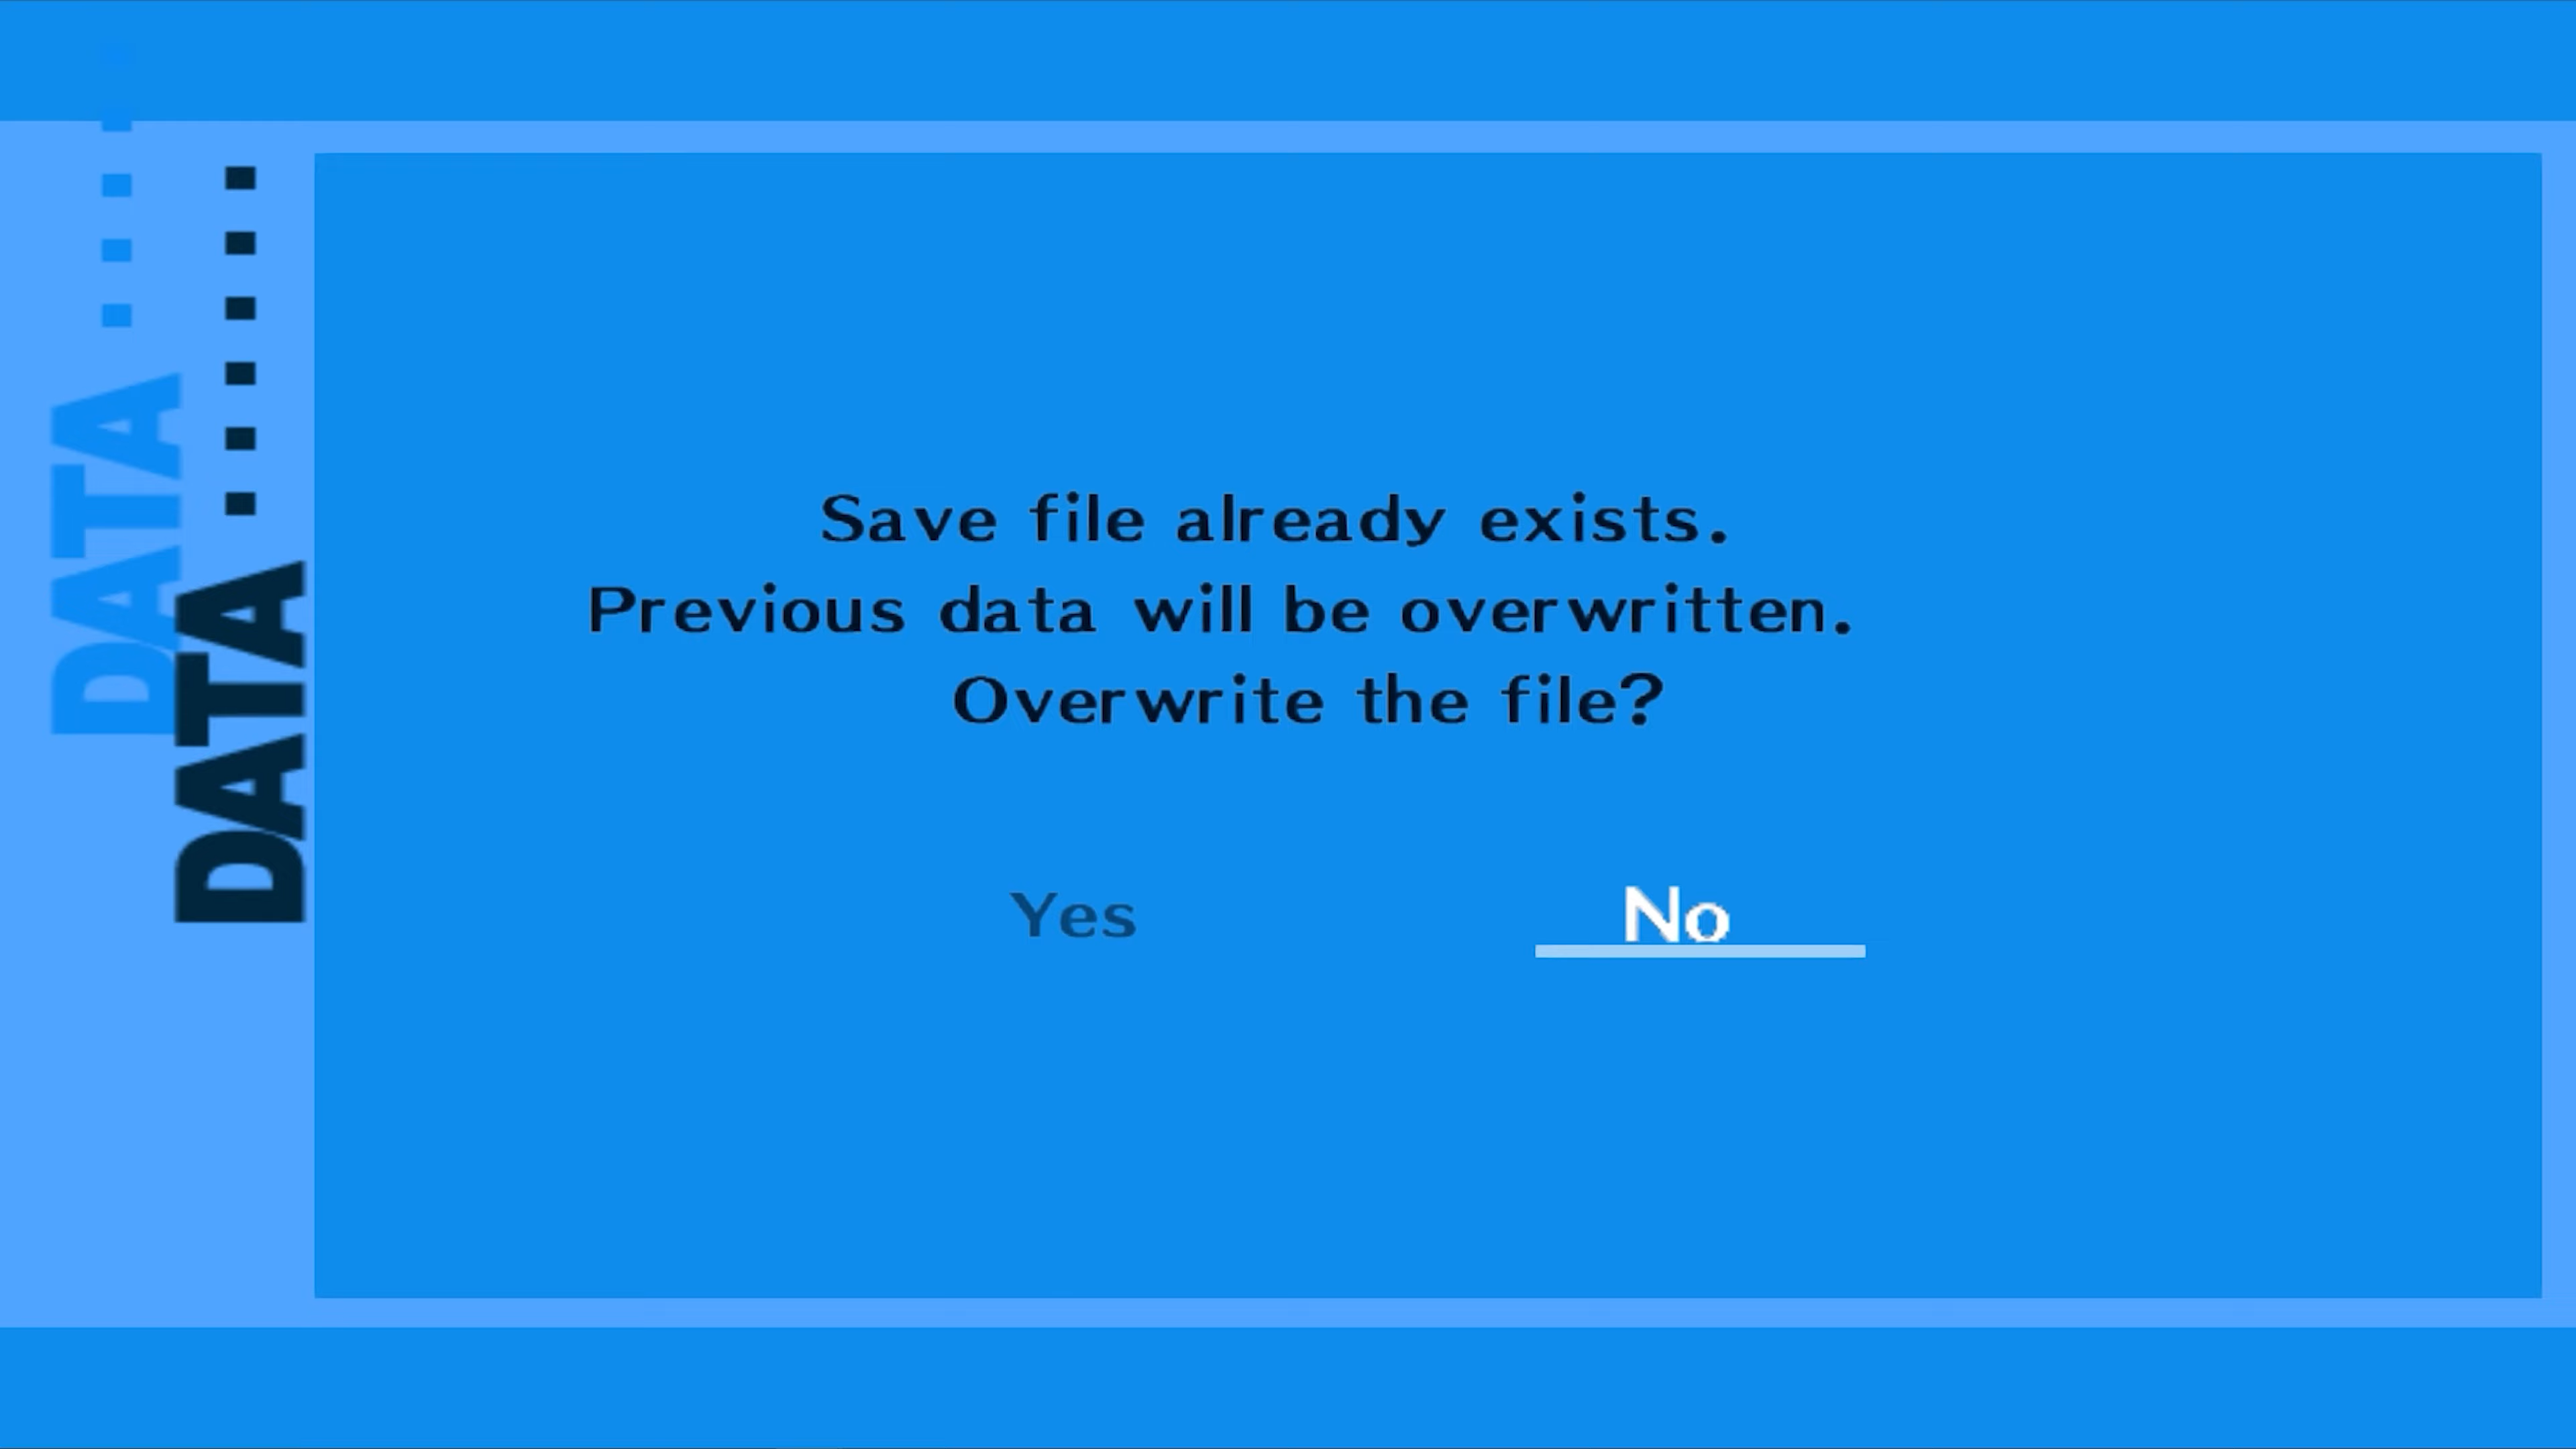 DATA
DATA
Save file already exists.
Previous data will be overwritten.
Overwrite the file?
Yes No